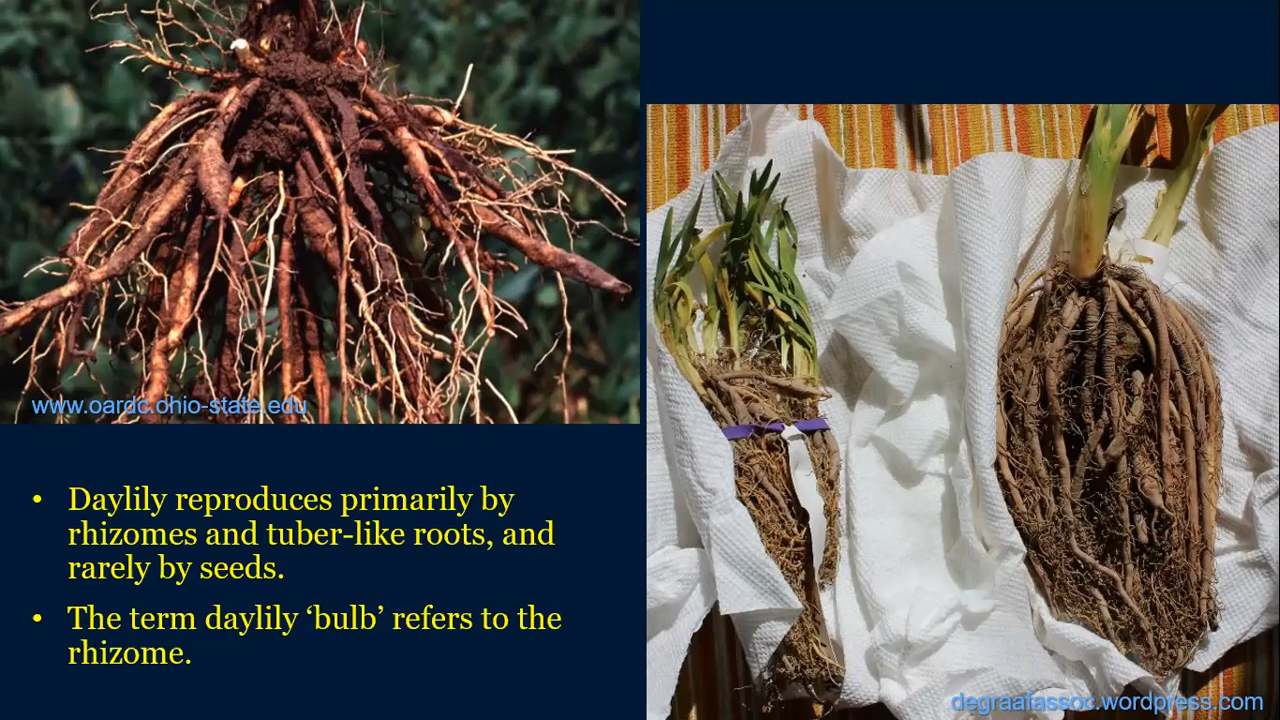 www.oardc.ohio-state.edu
• Daylily reproduces primarily by
rhizomes and tuber-like roots, and
rarely by seeds.
• The term daylily ‘bulb’ refers to the
rhizome.
degraafassoc.wordpress.com